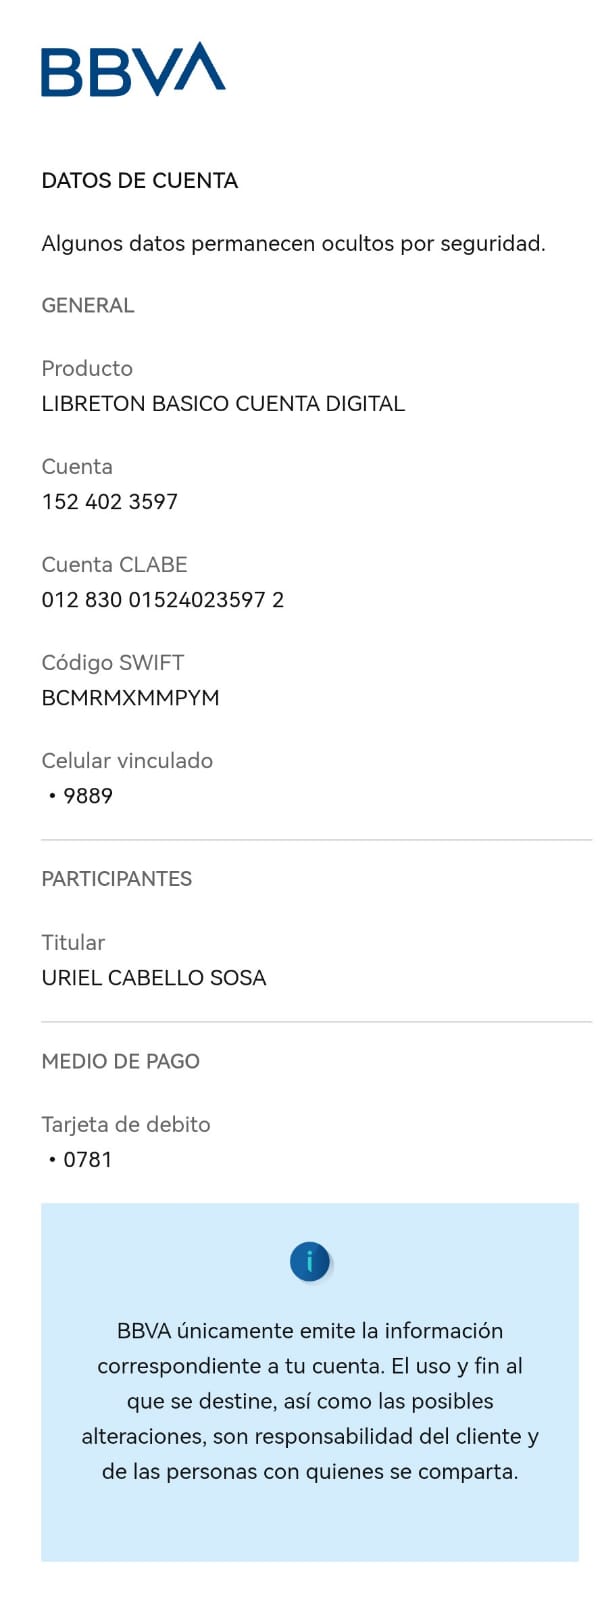 BBVA
DATOS DE CUENTA
Algunos datos permanecen ocultos por seguridad.
GENERAL
Producto
LIBRETON BASICO CUENTA DIGITAL
Cuenta
152 402 3597
Cuenta CLABE
012 830 01524023597 2
Código SWIFT
BCMRMXMMPYM
Celular vinculado
• 9889
PARTICIPANTES
Titular
URIEL CABELLO SOSA
MEDIO DE PAGO
Tarjeta de debito
• 0781
i
BBVA únicamente emite la información
correspondiente a tu cuenta. El uso y fin al
que se destine, así como las posibles
alteraciones, son responsabilidad del cliente y
de las personas con quienes se comparta.